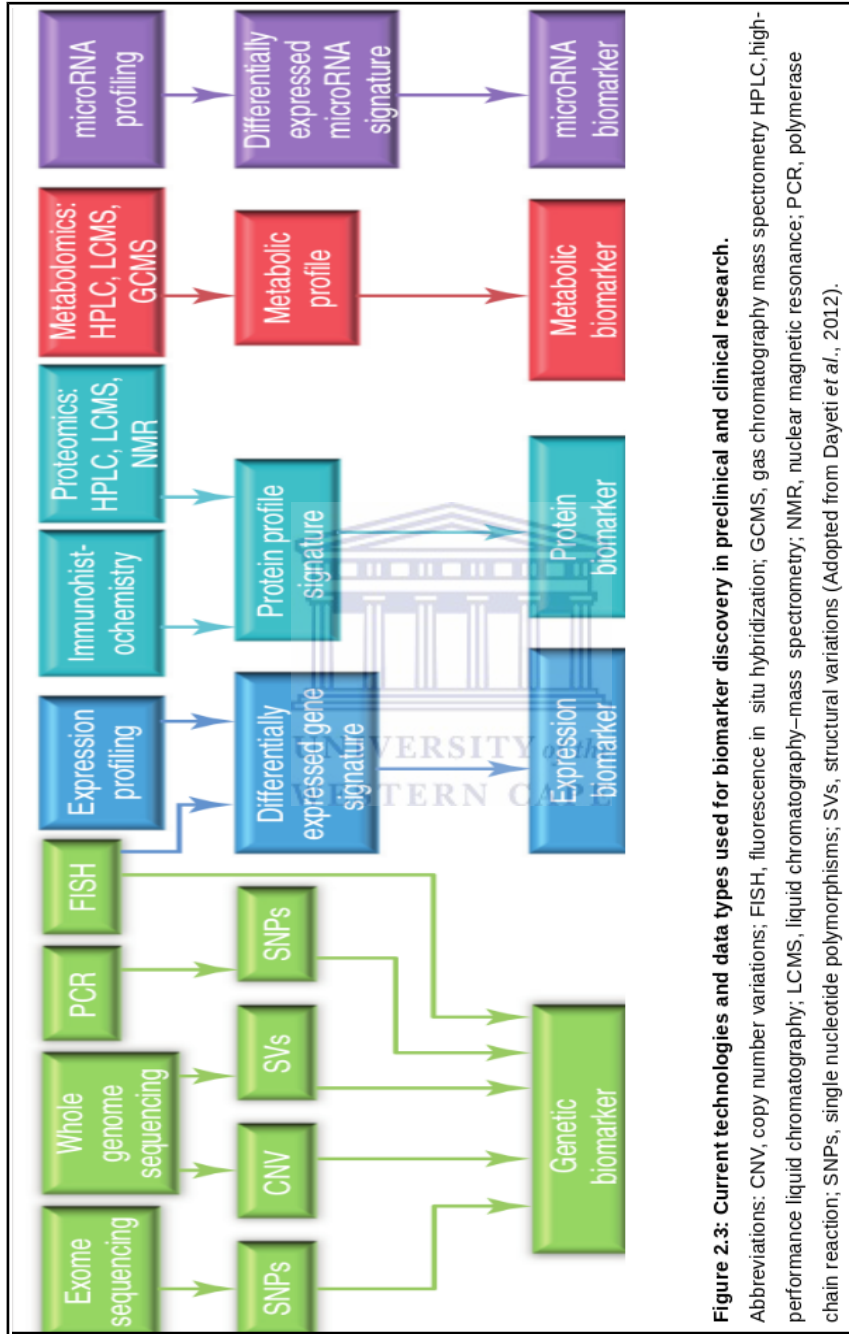 Exome
sequencing
Whole
genome
sequencing
PCR
FISH
Expression
profiling
Immunohist-
ochemistry
Proteomics:
HPLC, LCMS,
NMR
Metabolomics:
HPLC, LCMS,
GCMS
microRNA
profiling
SNPs
CNV
SVs
SNPs
Differentially
expressed gene
signature
Protein profile
signature
Metabolic
profile
Differentially
expressed
microRNA
signature
Genetic
biomarker
Expression
biomarker
Protein
biomarker
Metabolic
biomarker
microRNA
biomarker
UNIVERSITY of the
WESTERN CAPE
Figure 2.3: Current technologies and data types used for biomarker discovery in preclinical and clinical research.
Abbreviations: CNV, copy number variations; FISH, fluorescence in situ hybridization; GCMS, gas chromatography mass spectrometry HPLC,high-
performance liquid chromatography; LCMS, liquid chromatography–mass spectrometry; NMR, nuclear magnetic resonance; PCR, polymerase
chain reaction; SNPs, single nucleotide polymorphisms; SVs, structural variations (Adopted from Dayeti et al., 2012).